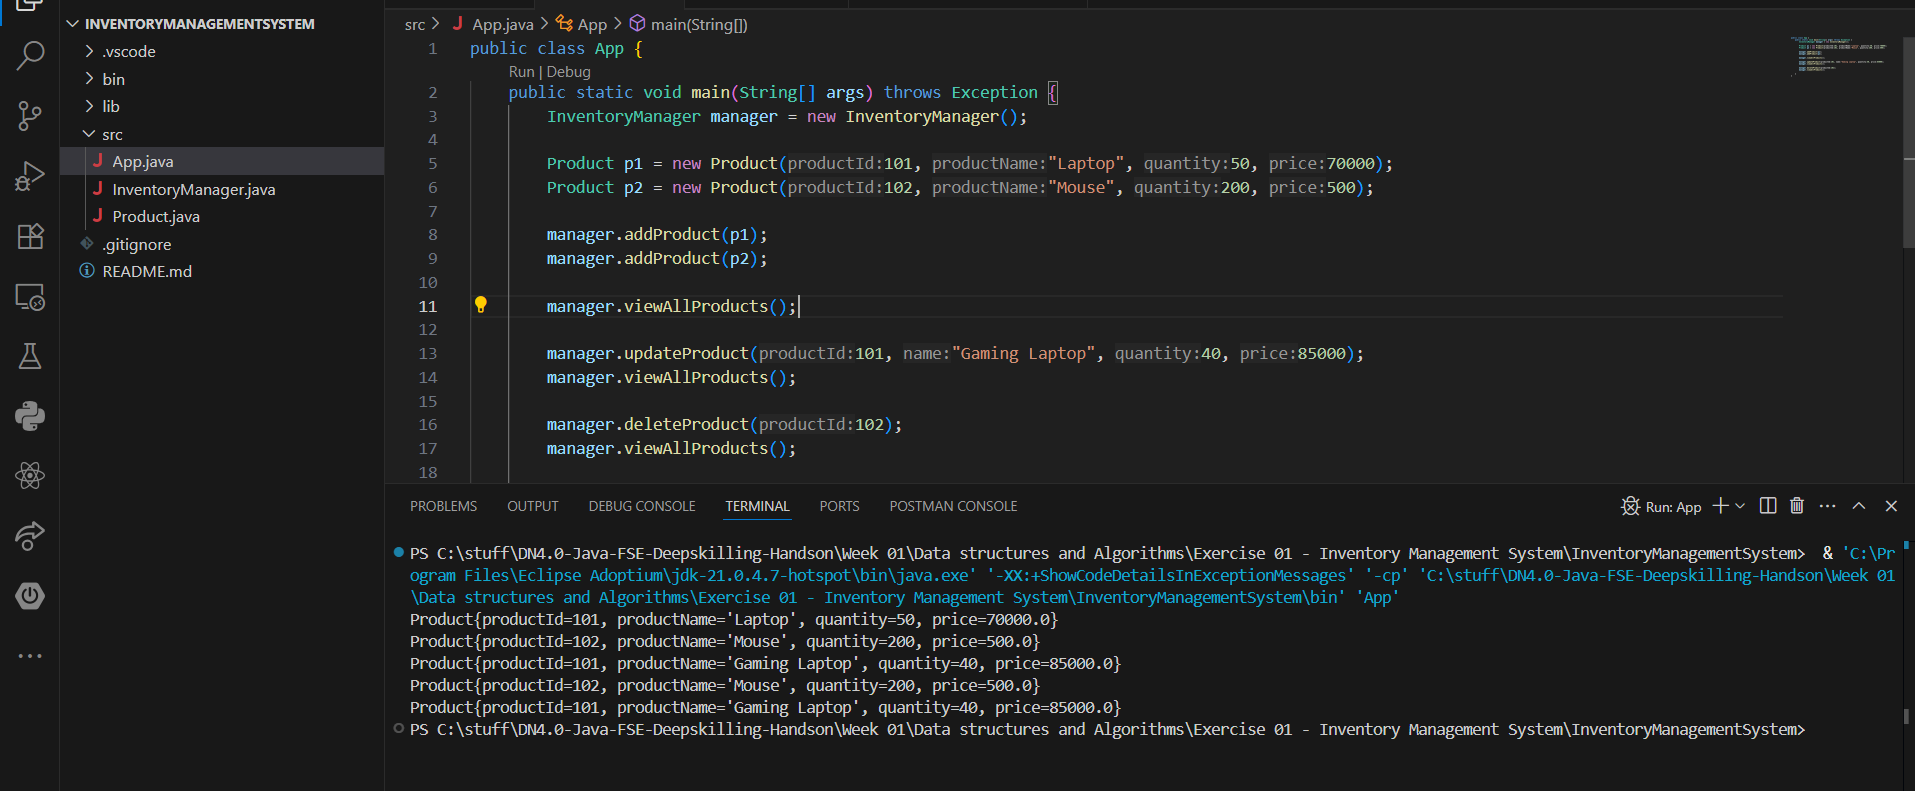 INVENTORYMANAGEMENTSYSTEM
.vscode
bin
lib
src
J App.java
J InventoryManager.java
J Product.java
.gitignore
README.md
src > J App.java > App > main(String[])
1 public class App {
Run | Debug
2 public static void main(String[] args) throws Exception {
3 InventoryManager manager = new InventoryManager();
4
5 Product p1 = new Product(productId:101, productName:"Laptop", quantity:50, price:70000);
6 Product p2 = new Product(productId:102, productName:"Mouse", quantity:200, price:500);
7
8 manager.addProduct(p1);
9 manager.addProduct(p2);
10
11 manager.viewAllProducts();
12
13 manager.updateProduct(productId:101, name:"Gaming Laptop", quantity:40, price:85000);
14 manager.viewAllProducts();
15
16 manager.deleteProduct(productId:102);
17 manager.viewAllProducts();
18
PROBLEMS OUTPUT DEBUG CONSOLE TERMINAL PORTS POSTMAN CONSOLE Run: App
PS C:\stuff\DN4.0-Java-FSE-Deepskilling-Handson\Week 01\Data structures and Algorithms\Exercise 01 - Inventory Management System\InventoryManagementSystem> & 'C:\Pr
ogram Files\Eclipse Adoptium\jdk-21.0.4.7-hotspot\bin\java.exe' '-XX:+ShowCodeDetailsInExceptionMessages' '-cp' 'C:\stuff\DN4.0-Java-FSE-Deepskilling-Handson\Week 01
\Data structures and Algorithms\Exercise 01 - Inventory Management System\InventoryManagementSystem\bin' 'App'
Product{productId=101, productName='Laptop', quantity=50, price=70000.0}
Product{productId=102, productName='Mouse', quantity=200, price=500.0}
Product{productId=101, productName='Gaming Laptop', quantity=40, price=85000.0}
Product{productId=102, productName='Mouse', quantity=200, price=500.0}
Product{productId=101, productName='Gaming Laptop', quantity=40, price=85000.0}
PS C:\stuff\DN4.0-Java-FSE-Deepskilling-Handson\Week 01\Data structures and Algorithms\Exercise 01 - Inventory Management System\InventoryManagementSystem>